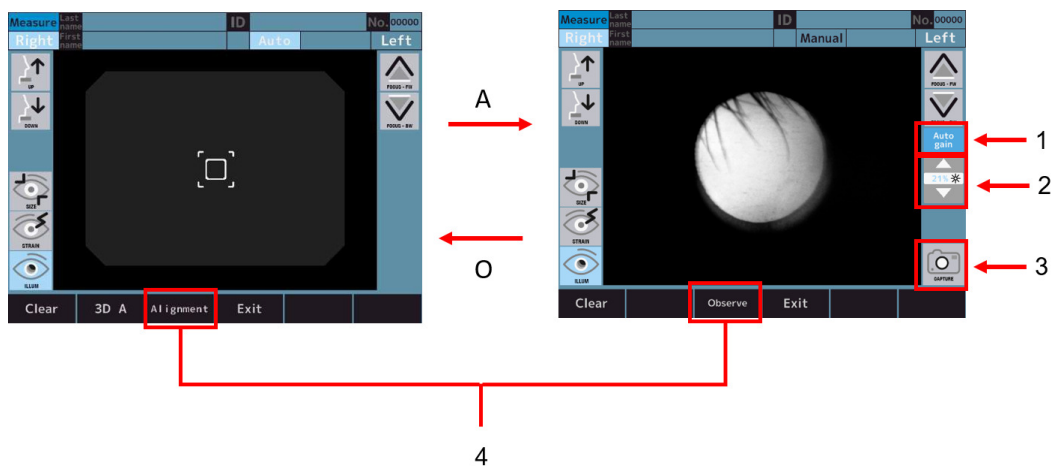 Measure Last name ID No. 00000
Right First name Auto Left
UP
FOCUS - FW
DOWN
FOCUS - BW
SIZE
STRAIN
ILLUM
Clear 3D A Alignment Exit
A
O
Measure Last name ID No. 00000
Right First name Manual Left
UP
FOCUS - FW
DOWN
Auto gain
21%
SIZE
STRAIN
ILLUM
CAPTURE
Clear Observe Exit
1
2
3
4